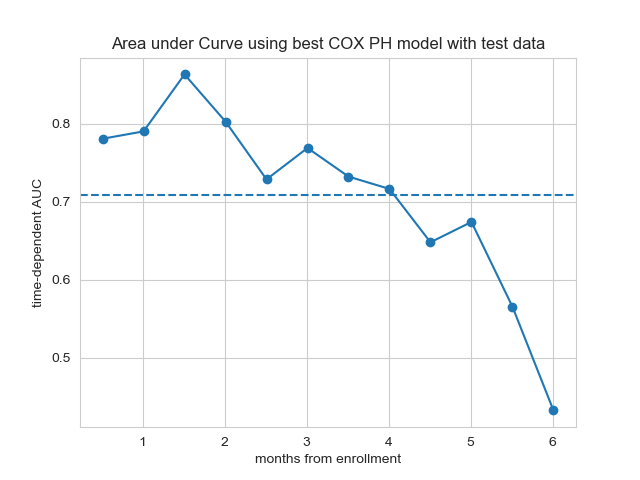 Area under Curve using best COX PH model with test data
time-dependent AUC
0.8
0.7
0.6
0.5
1 2 3 4 5 6
months from enrollment